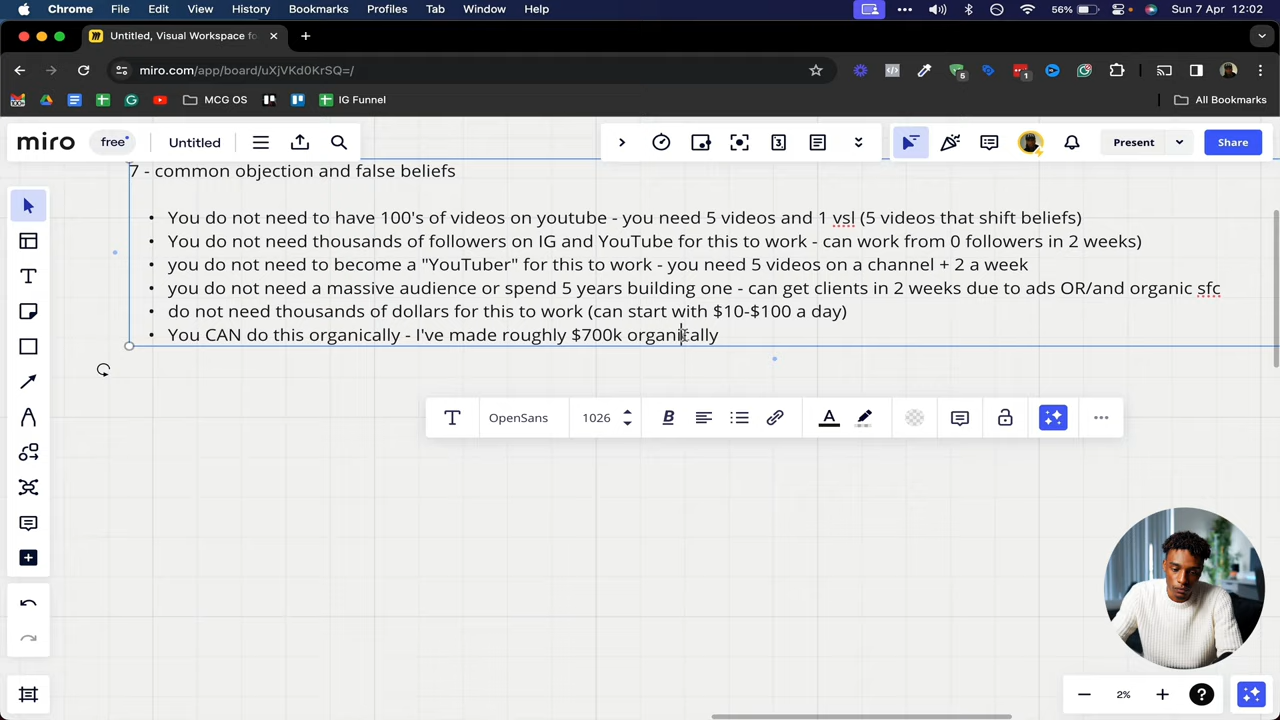 Chrome File Edit View History Bookmarks Profiles Tab Window Help 56% Sun 7 Apr 12:02
Untitled, Visual Workspace fo
miro.com/app/board/uXjVKd0KrSQ=/
5
1
MCG OS
IG Funnel
All Bookmarks
miro free Untitled 3 Present Share
7 - common objection and false beliefs
• You do not need to have 100's of videos on youtube - you need 5 videos and 1 vsl (5 videos that shift beliefs)
• You do not need thousands of followers on IG and YouTube for this to work - can work from 0 followers in 2 weeks)
• you do not need to become a "YouTuber" for this to work - you need 5 videos on a channel + 2 a week
• you do not need a massive audience or spend 5 years building one - can get clients in 2 weeks due to ads OR/and organic sfc
• do not need thousands of dollars for this to work (can start with $10-$100 a day)
• You CAN do this organically - I've made roughly $700k organically
OpenSans 1026 B A
2% ?